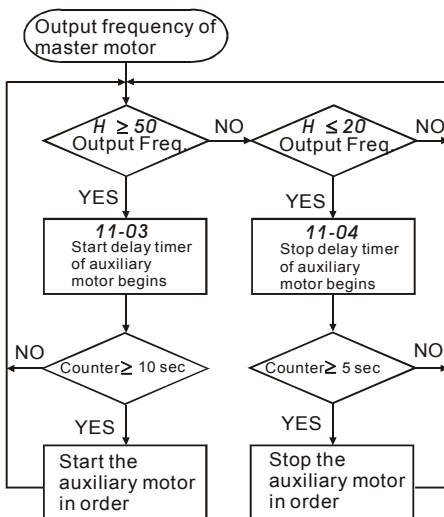 Output frequency of
master motor
H ≥ 50
Output Freq.
NO
H ≤ 20
Output Freq.
NO
YES
YES
11-03
Start delay timer
of auxiliary
motor begins
11-04
Stop delay timer
of auxiliary
motor begins
NO
Counter ≥ 10 sec
Counter ≥ 5 sec
NO
YES
YES
Start the
auxiliary motor
in order
Stop the
auxiliary motor
in order